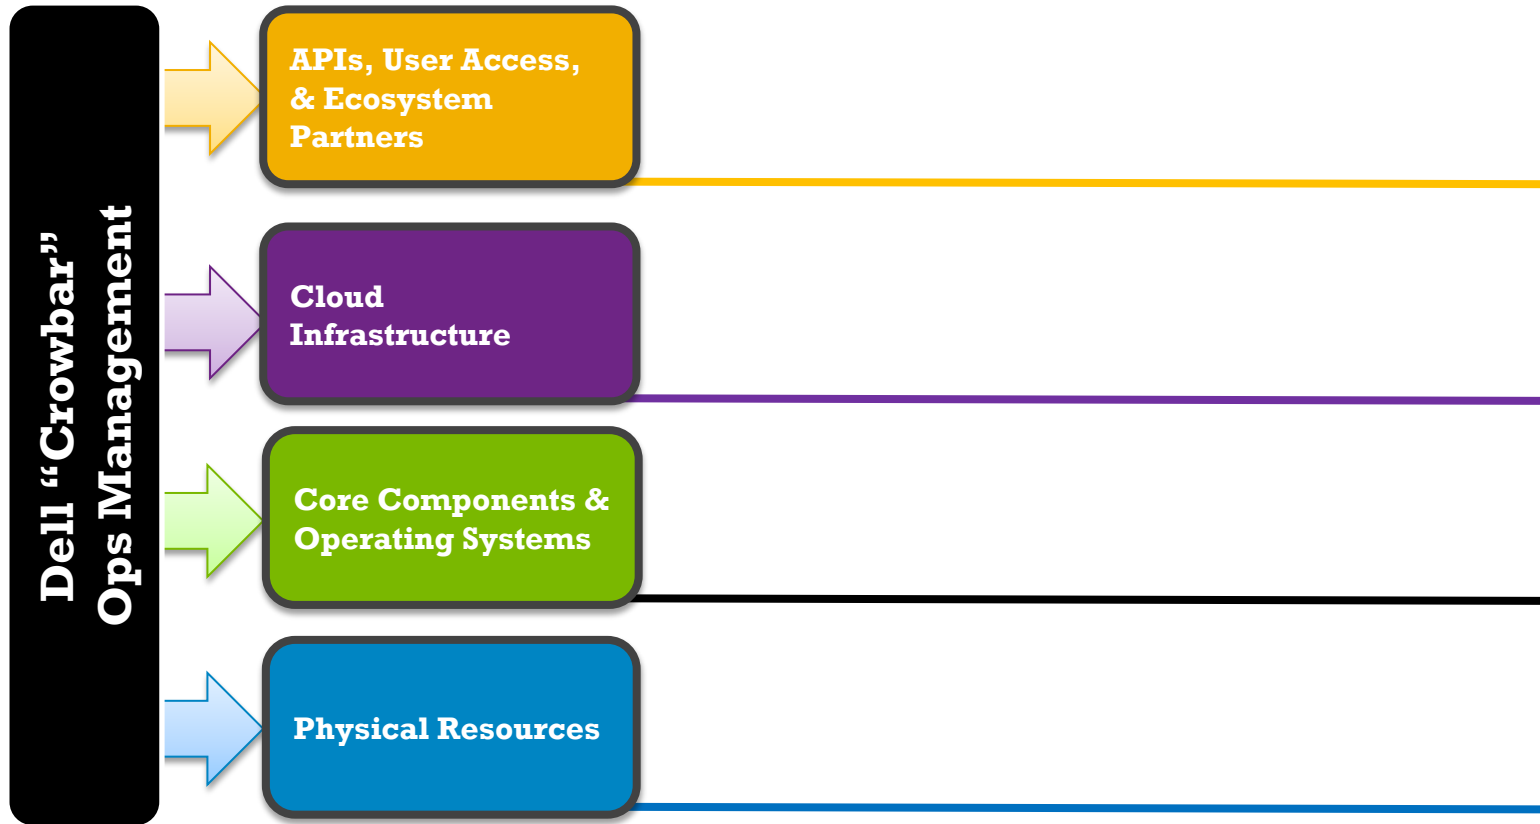 Dell “Crowbar”
Ops Management
APIs, User Access,
& Ecosystem
Partners
Cloud
Infrastructure
Core Components &
Operating Systems
Physical Resources